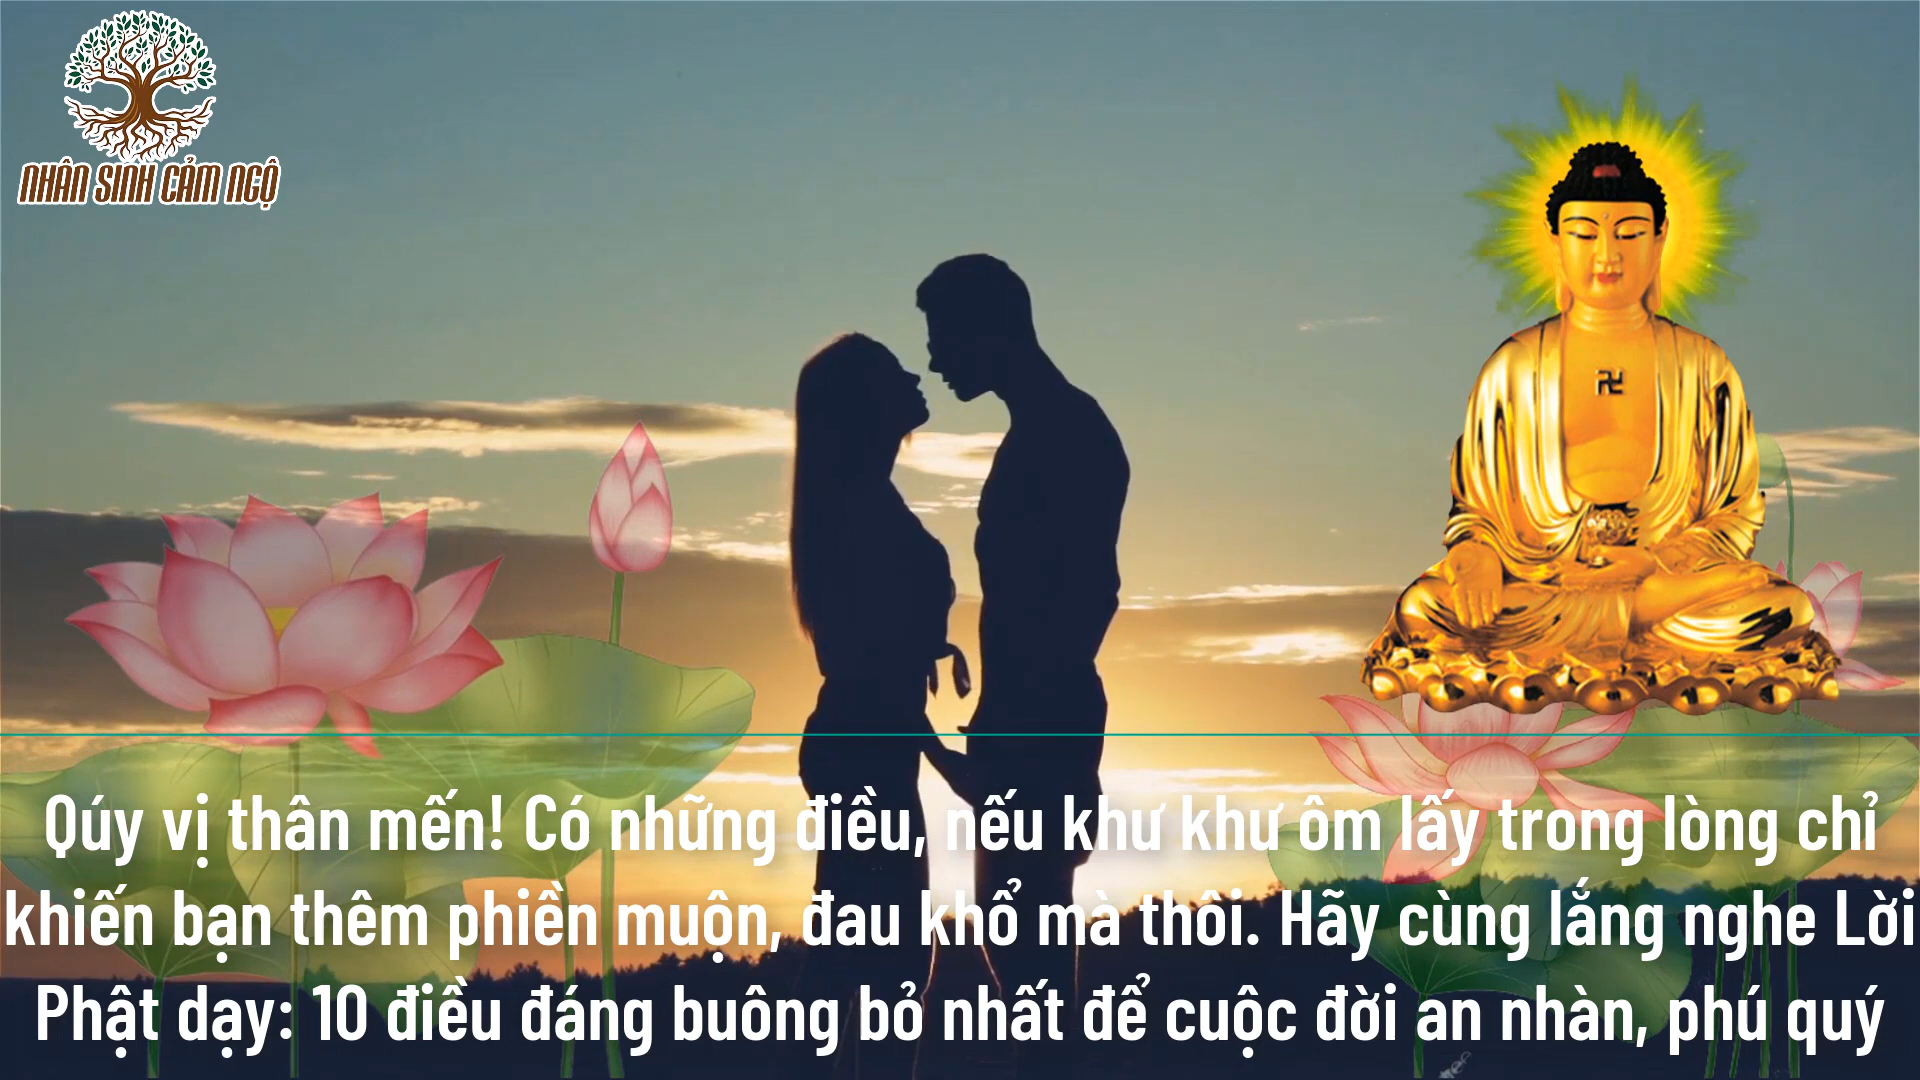 NHÂN SINH CẢM NGỘ
Qúy vị thân mến! Có những điều, nếu khư khư ôm lấy trong lòng chỉ
khiến bạn thêm phiền muộn, đau khổ mà thôi. Hãy cùng lắng nghe Lời
Phật dạy: 10 điều đáng buông bỏ nhất để cuộc đời an nhàn, phú quý